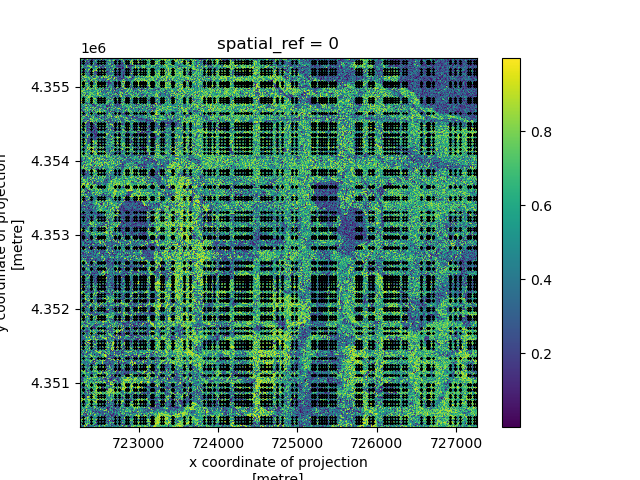 spatial_ref = 0
1e6
4.355
4.354
4.353
4.352
4.351
y coordinate of projection
[metre]
723000 724000 725000 726000 727000
x coordinate of projection
[metre]
0.8
0.6
0.4
0.2